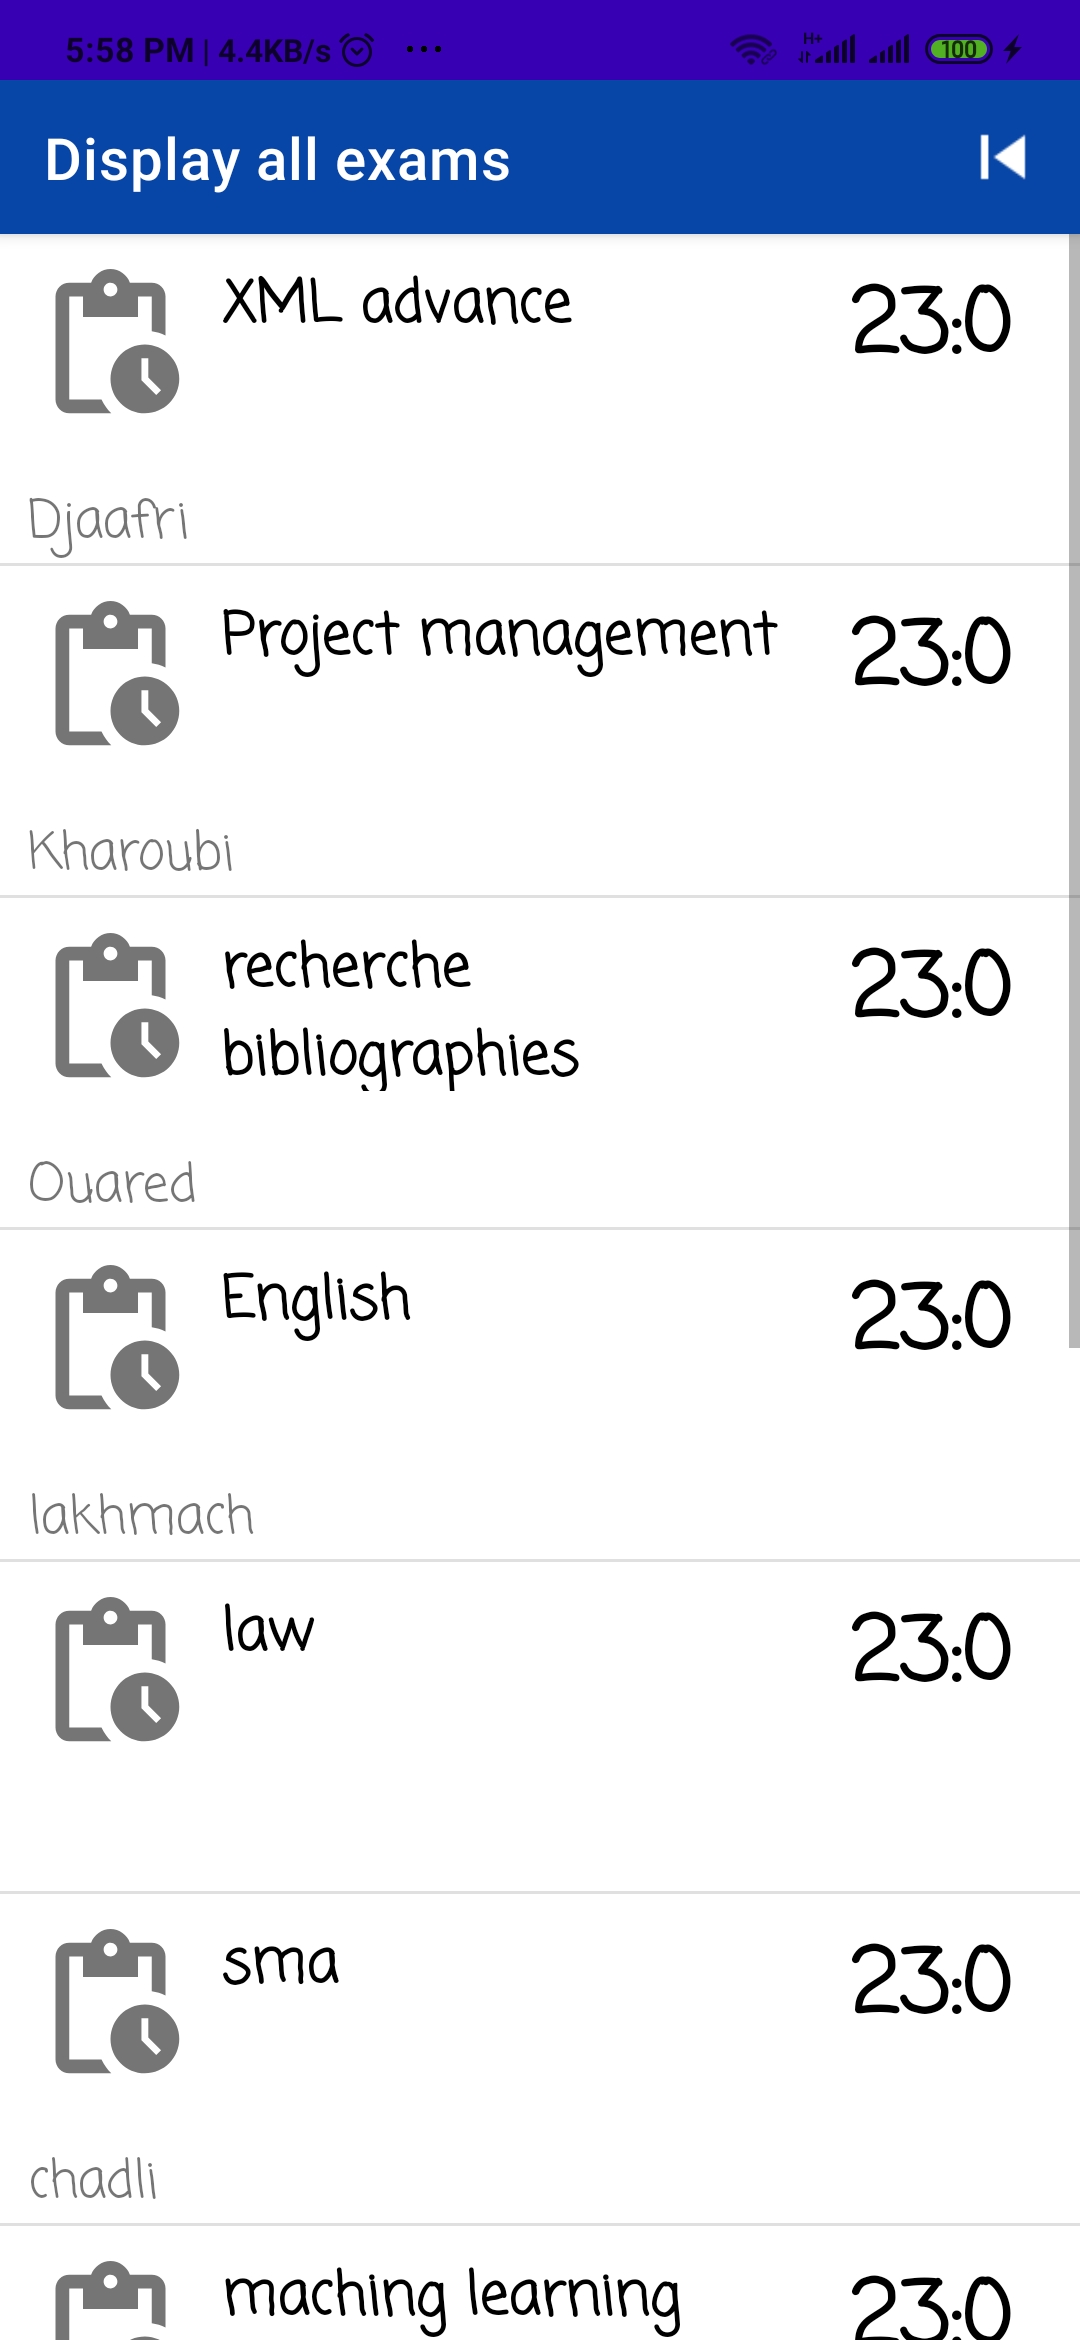 5:58 PM | 4.4KB/s ... H+ 100
Display all exams
XML advance 23:0
Djaafri
Project management 23:0
Kharoubi
recherche 23:0
bibliographies
Ouared
English 23:0
lakhmach
law 23:0
sma 23:0
chadli
maching learning 23:0